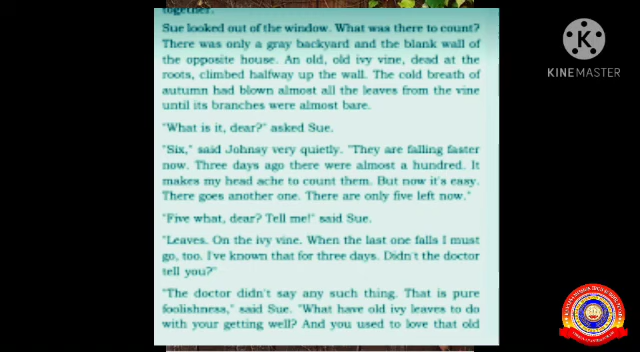 together.
Sue looked out of the window. What was there to count?
There was only a gray backyard and the blank wall of
the opposite house. An old, old ivy vine, dead at the
roots, climbed halfway up the wall. The cold breath of
autumn had blown almost all the leaves from the vine
until its branches were almost bare.
"What is it, dear?" asked Sue.
"Six," said Johnsy very quietly. "They are falling faster
now. Three days ago there were almost a hundred. It
makes my head ache to count them. But now it's easy.
There goes another one. There are only five left now."
"Five what, dear? Tell me!" said Sue.
"Leaves. On the ivy vine. When the last one falls I must
go, too. I've known that for three days. Didn't the doctor
tell you?"
"The doctor didn't say any such thing. That is pure
foolishness," said Sue. "What have old ivy leaves to do
with your getting well? And you used to love that old
KINEMASTER